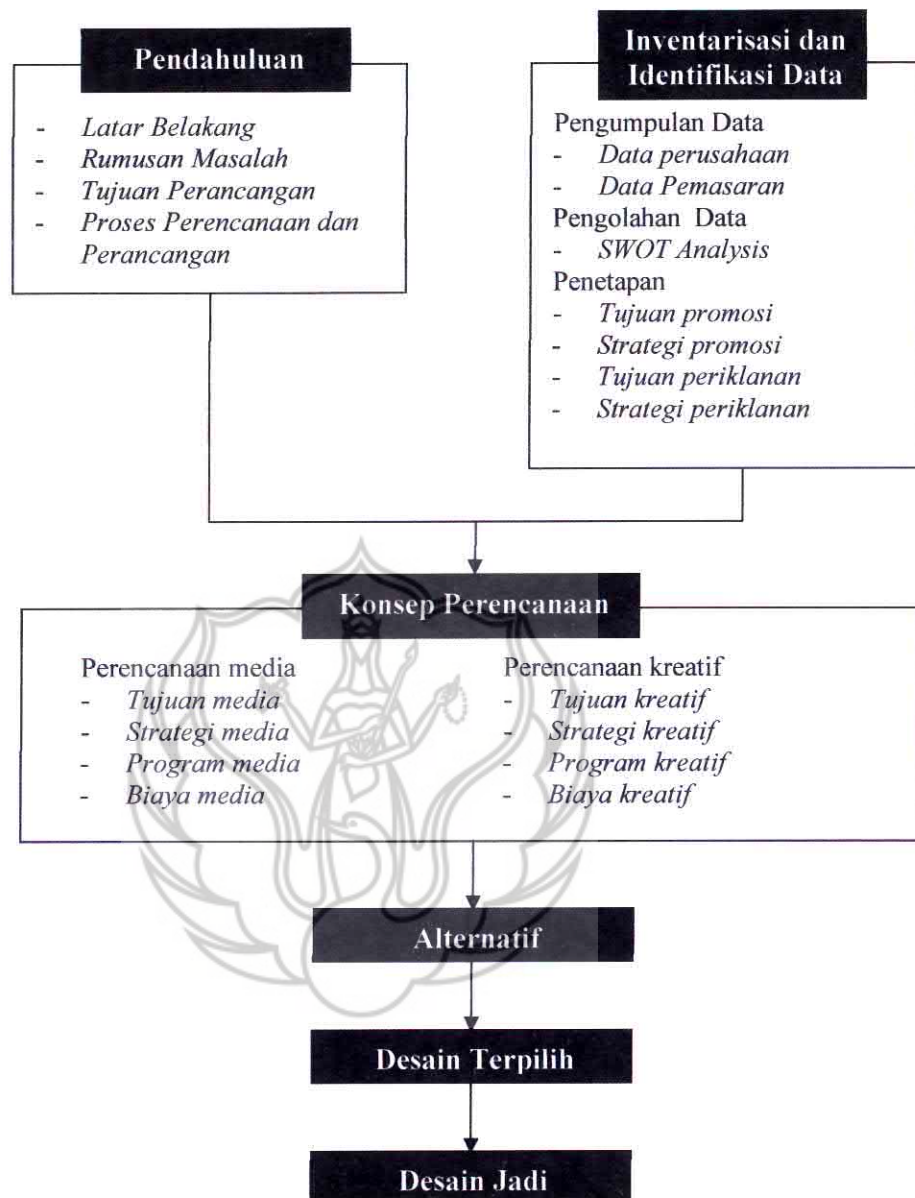 Pendahuluan
- Latar Belakang
- Rumusan Masalah
- Tujuan Perancangan
- Proses Perencanaan dan
Perancangan
Inventarisasi dan
Identifikasi Data
Pengumpulan Data
- Data perusahaan
- Data Pemasaran
Pengolahan Data
- SWOT Analysis
Penetapan
- Tujuan promosi
- Strategi promosi
- Tujuan periklanan
- Strategi periklanan
Konsep Perencanaan
Perencanaan media
- Tujuan media
- Strategi media
- Program media
- Biaya media
Perencanaan kreatif
- Tujuan kreatif
- Strategi kreatif
- Program kreatif
- Biaya kreatif
Alternatif
Desain Terpilih
Desain Jadi